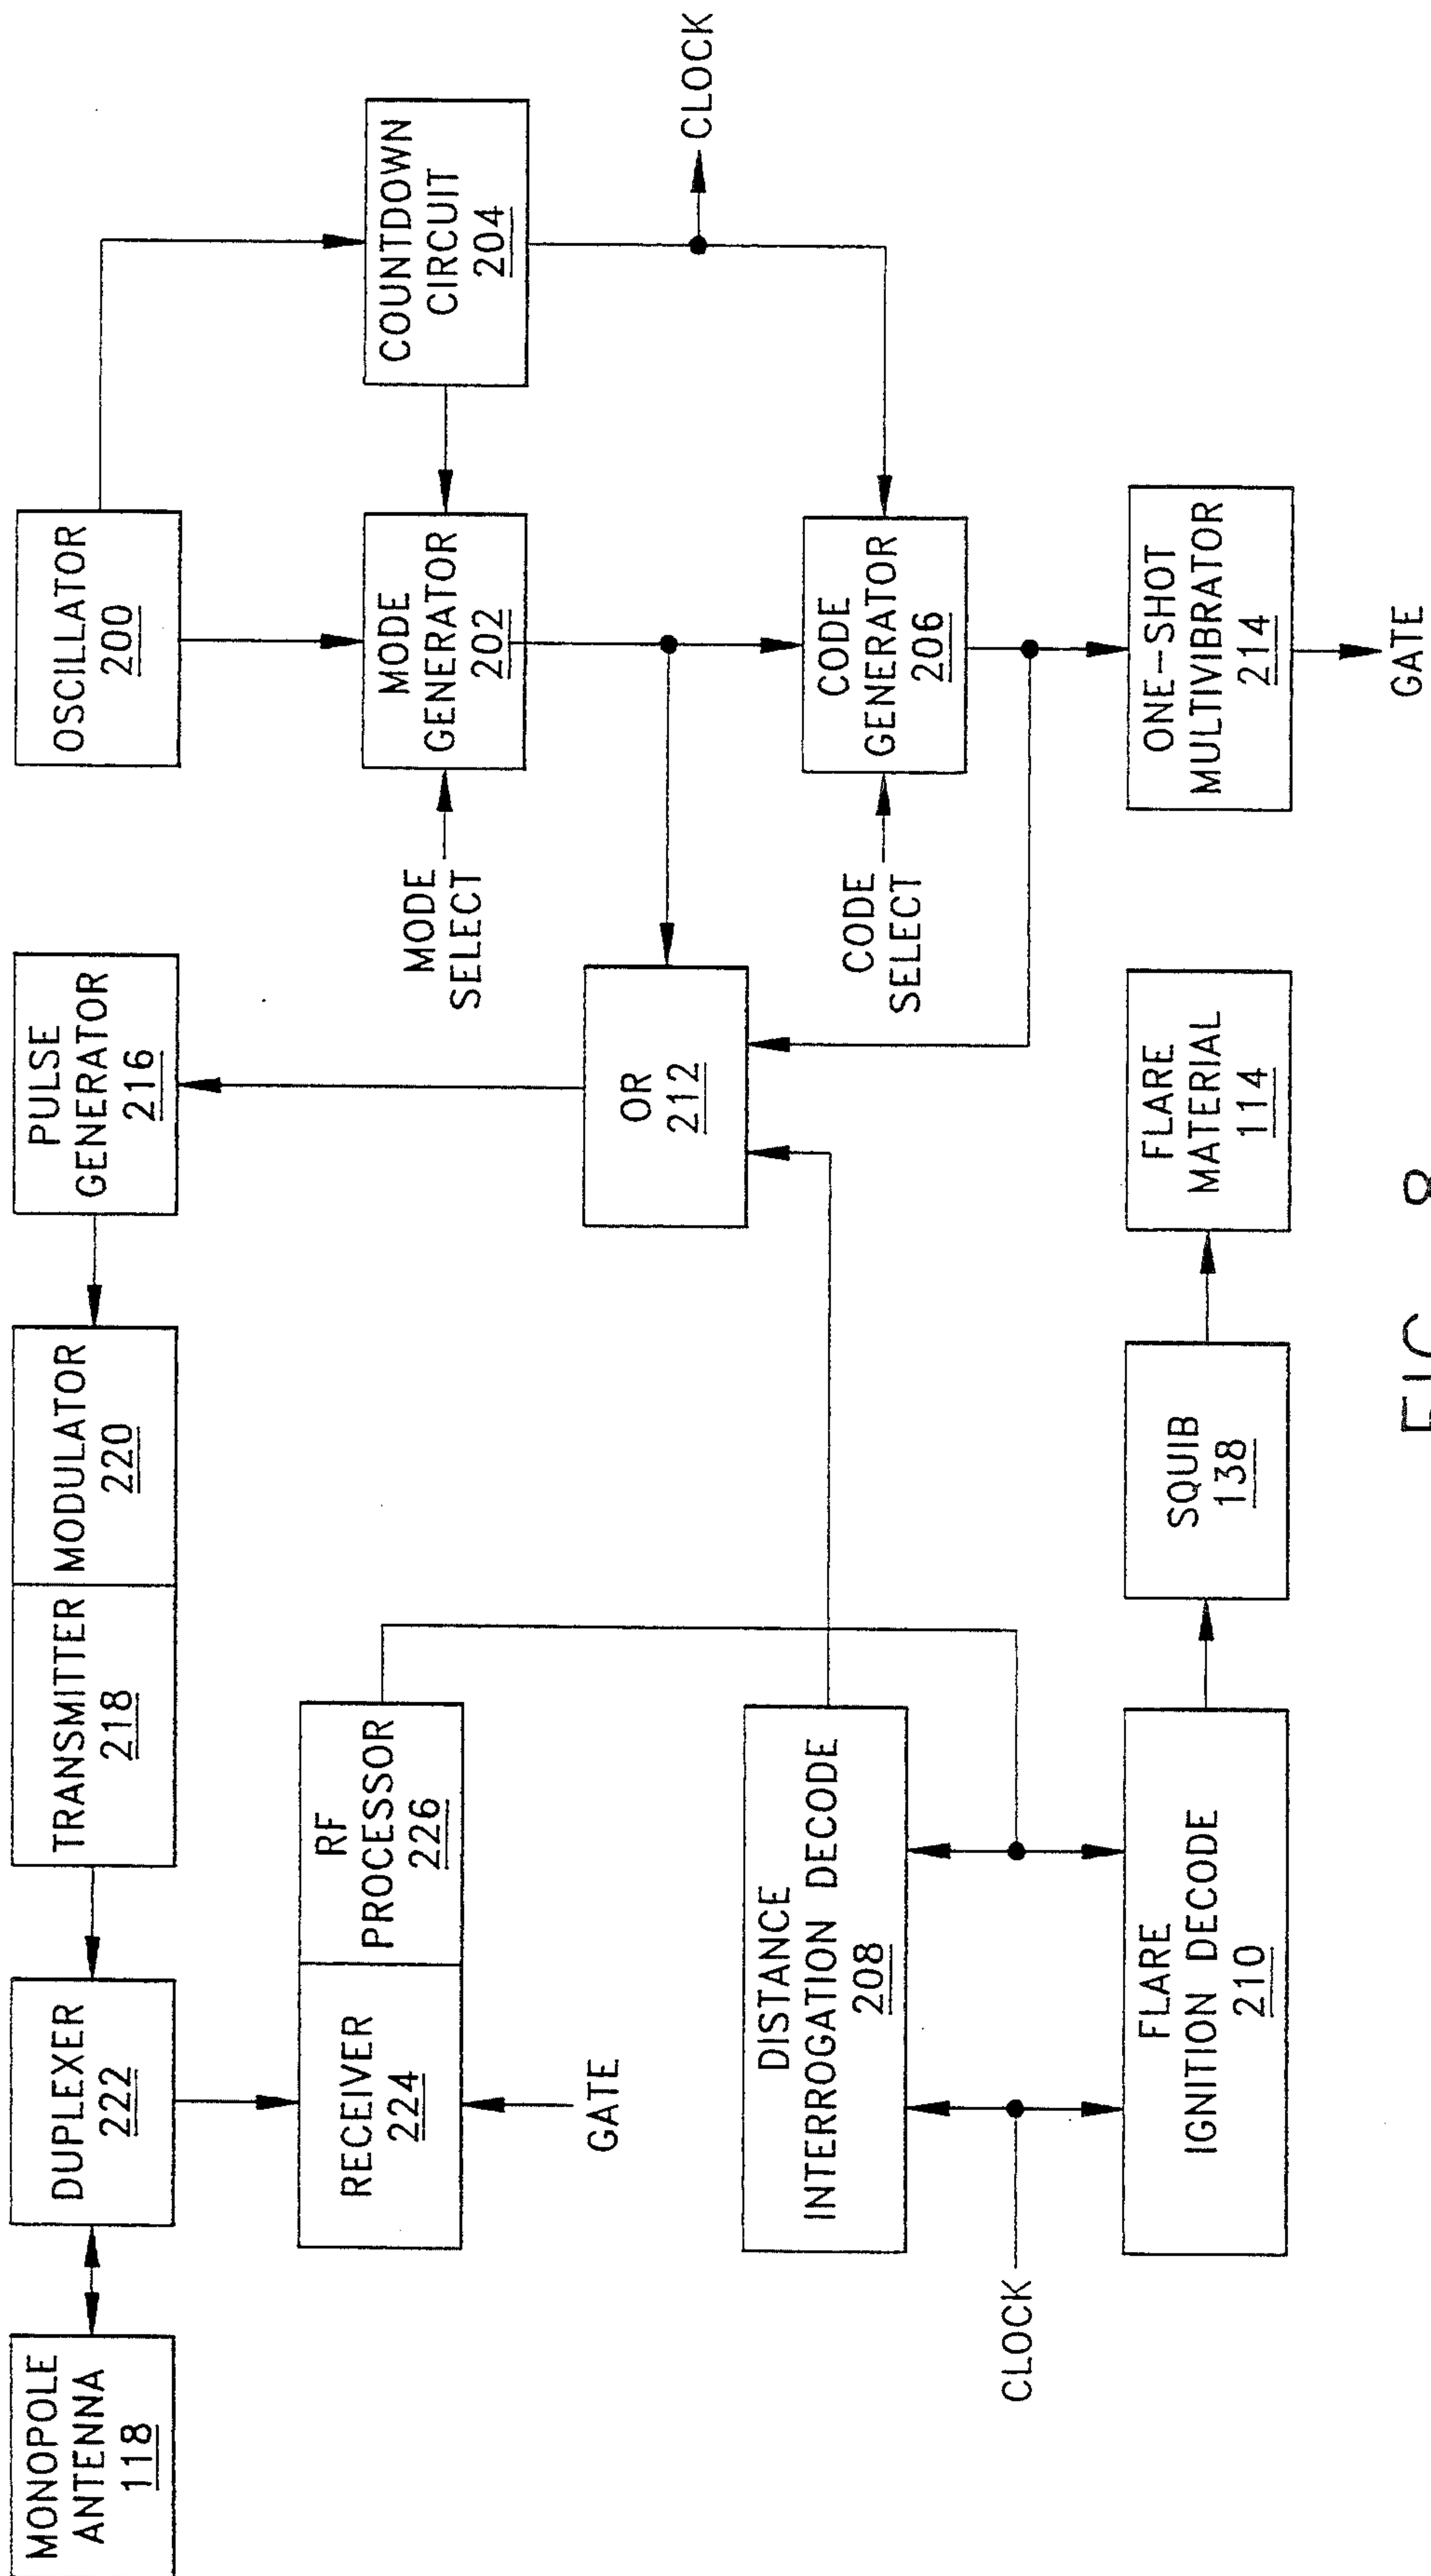 MONOPOLE
ANTENNA
118
DUPLEXER
222
TRANSMITTER
218
MODULATOR
220
PULSE
GENERATOR
216
OSCILLATOR
200
RECEIVER
224
RF
PROCESSOR
226
GATE
MODE
SELECT
MODE
GENERATOR
202
COUNTDOWN
CIRCUIT
204
CLOCK
OR
212
DISTANCE
INTERROGATION DECODE
208
CODE
SELECT
CODE
GENERATOR
206
CLOCK
FLARE
IGNITION DECODE
210
SQUIB
138
FLARE
MATERIAL
114
ONE-SHOT
MULTIVIBRATOR
214
GATE